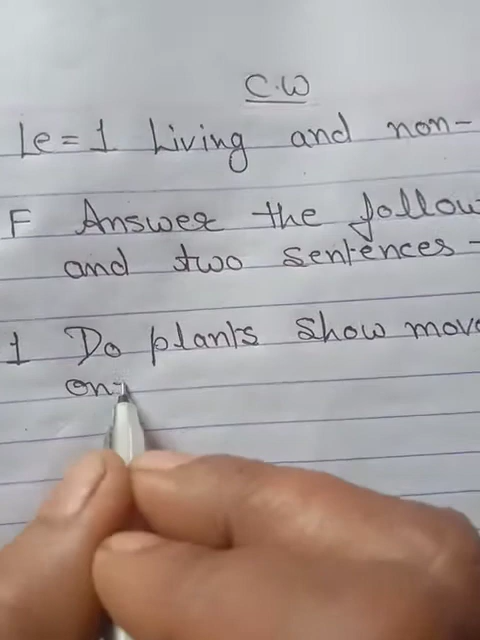 C.W
Le=1 Living and non-
F Answer the follow
and two sentences-
1 Do plants show move
on